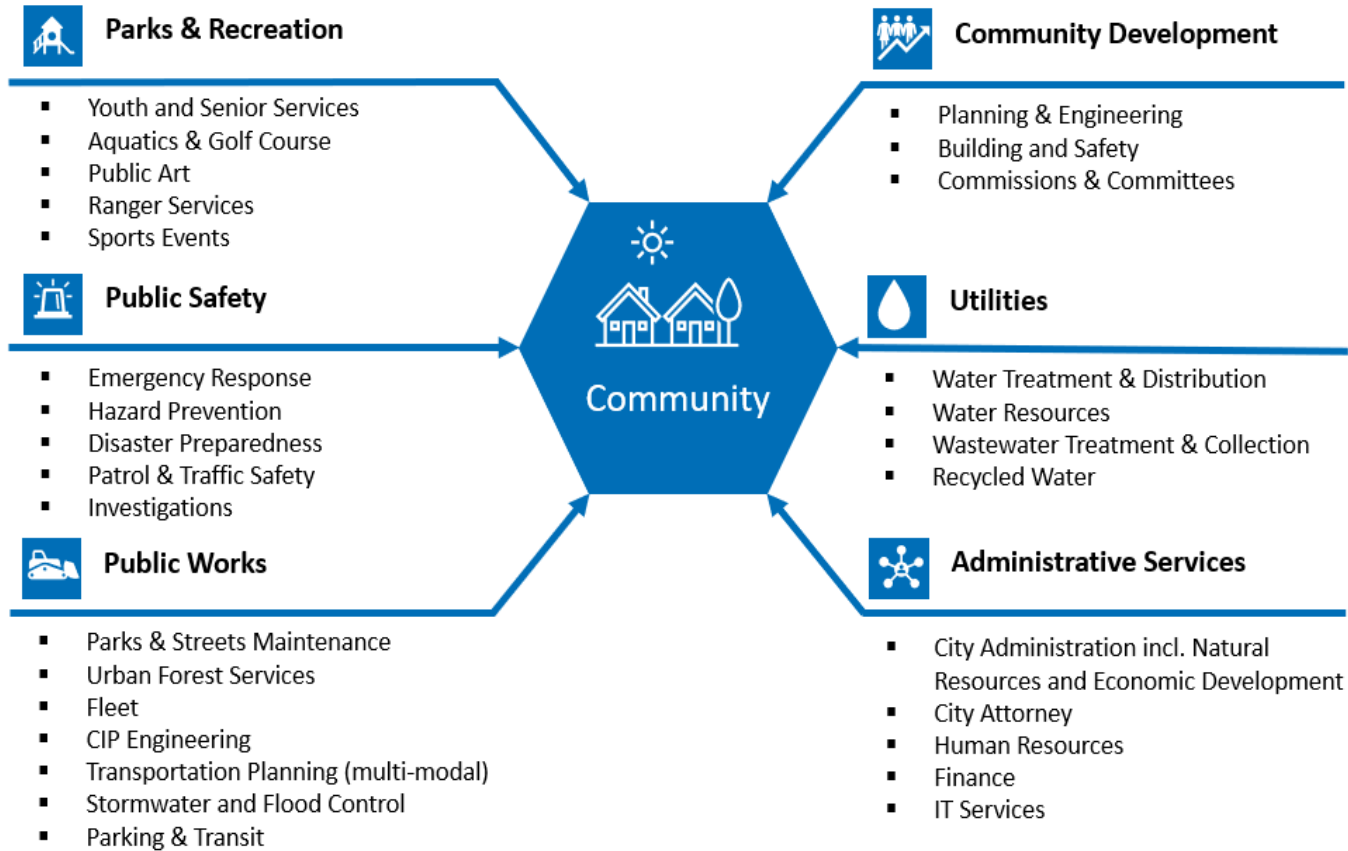 Parks & Recreation
Youth and Senior Services
Aquatics & Golf Course
Public Art
Ranger Services
Sports Events
Public Safety
Emergency Response
Hazard Prevention
Disaster Preparedness
Patrol & Traffic Safety
Investigations
Public Works
Parks & Streets Maintenance
Urban Forest Services
Fleet
CIP Engineering
Transportation Planning (multi-modal)
Stormwater and Flood Control
Parking & Transit
Community
Community Development
Planning & Engineering
Building and Safety
Commissions & Committees
Utilities
Water Treatment & Distribution
Water Resources
Wastewater Treatment & Collection
Recycled Water
Administrative Services
City Administration incl. Natural
Resources and Economic Development
City Attorney
Human Resources
Finance
IT Services